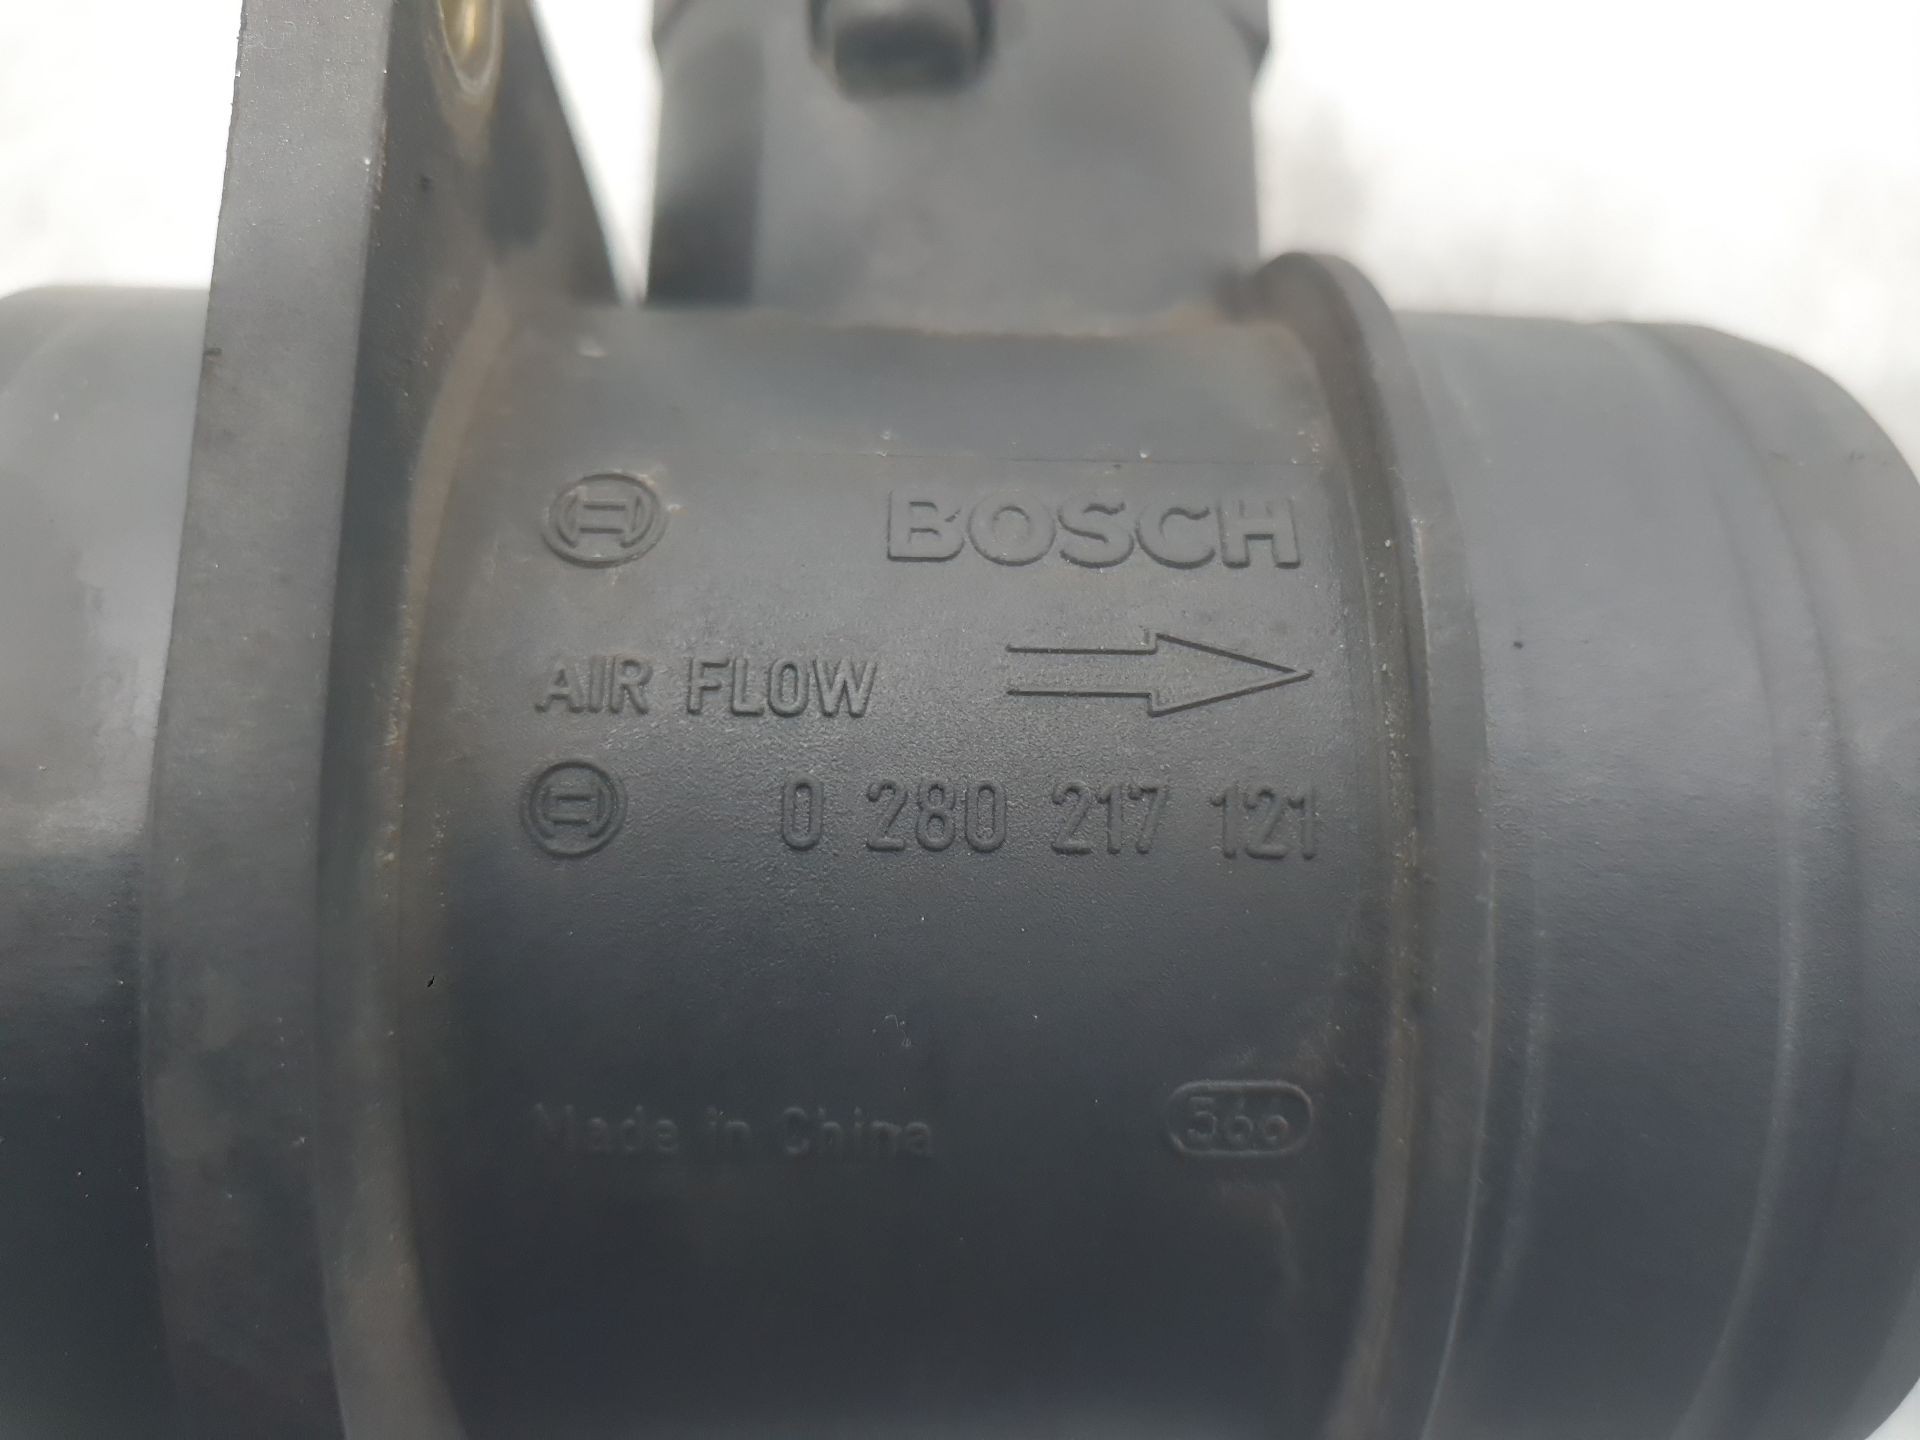 BOSCH
AIR FLOW
0 280 217 121
Made in China 566